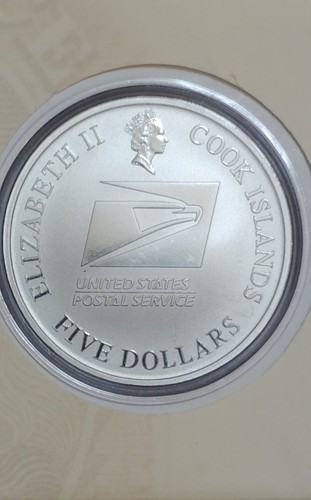 ELIZABETH II
COOK ISLANDS
UNITED STATES
POSTAL SERVICE
FIVE DOLLARS